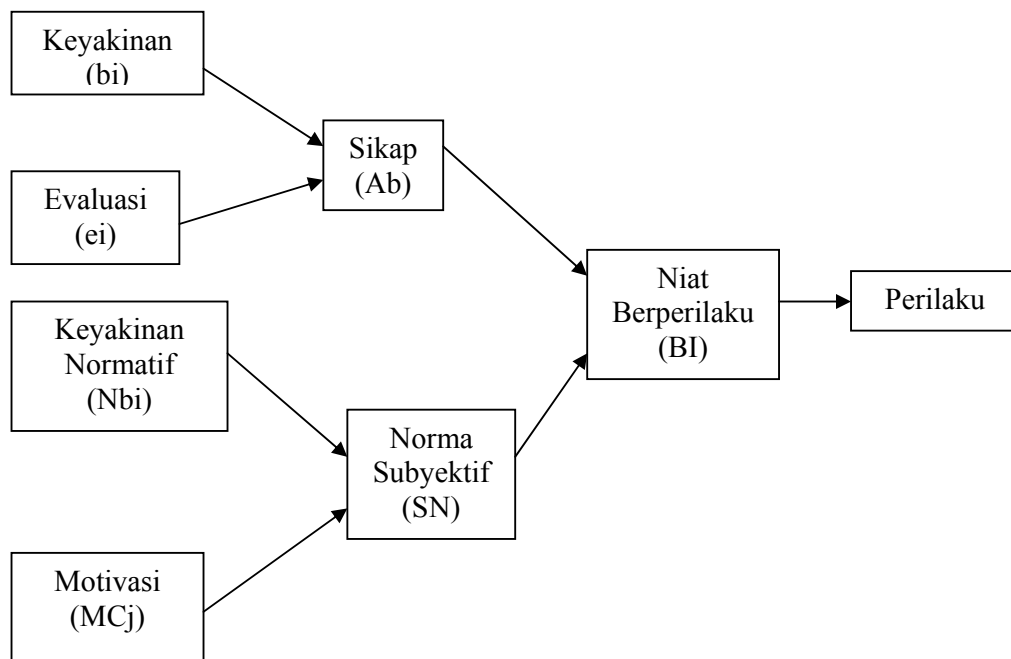 Keyakinan
(bi)
Evaluasi
(ei)
Keyakinan
Normatif
(Nbi)
Motivasi
(MCj)
Sikap
(Ab)
Norma
Subyektif
(SN)
Niat
Berperilaku
(BI)
Perilaku